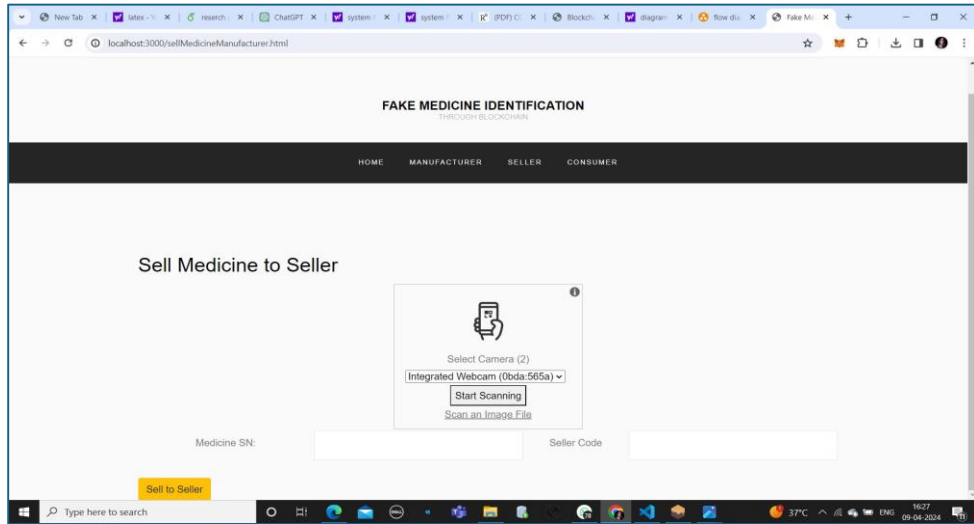 New Tab
latex - Y
reserch
ChatGPT
system
system
(PDF) C
Blockch
diagram
flow dia
Fake Me
localhost:3000/sellMedicineManufacturer.html
FAKE MEDICINE IDENTIFICATION
THROUGH BLOCKCHAIN
HOME MANUFACTURER SELLER CONSUMER
Sell Medicine to Seller
Select Camera (2)
Integrated Webcam (0bda:565a)
Start Scanning
Scan an Image File
Medicine SN: Seller Code
Sell to Seller
Type here to search
37°C ENG 16:27
09-04-2024